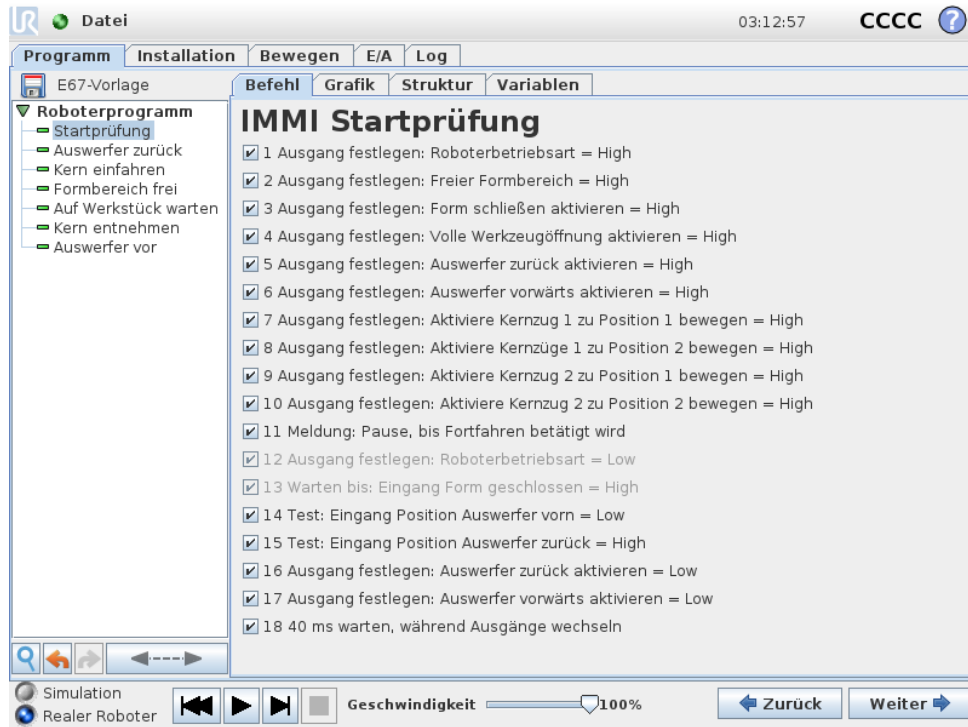 UR Datei 03:12:57 CCCC ?
Programm Installation Bewegen E/A Log
E67-Vorlage
Befehl Grafik Struktur Variablen
Roboterprogramm
Startprüfung
Auswerfer zurück
Kern einfahren
Formbereich frei
Auf Werkstück warten
Kern entnehmen
Auswerfer vor
IMMI Startprüfung
1 Ausgang festlegen: Roboterbetriebsart = High
2 Ausgang festlegen: Freier Formbereich = High
3 Ausgang festlegen: Form schließen aktivieren = High
4 Ausgang festlegen: Volle Werkzeugöffnung aktivieren = High
5 Ausgang festlegen: Auswerfer zurück aktivieren = High
6 Ausgang festlegen: Auswerfer vorwärts aktivieren = High
7 Ausgang festlegen: Aktiviere Kernzug 1 zu Position 1 bewegen = High
8 Ausgang festlegen: Aktiviere Kernzüge 1 zu Position 2 bewegen = High
9 Ausgang festlegen: Aktiviere Kernzug 2 zu Position 1 bewegen = High
10 Ausgang festlegen: Aktiviere Kernzug 2 zu Position 2 bewegen = High
11 Meldung: Pause, bis Fortfahren betätigt wird
12 Ausgang festlegen: Roboterbetriebsart = Low
13 Warten bis: Eingang Form geschlossen = High
14 Test: Eingang Position Auswerfer vorn = Low
15 Test: Eingang Position Auswerfer zurück = High
16 Ausgang festlegen: Auswerfer zurück aktivieren = Low
17 Ausgang festlegen: Auswerfer vorwärts aktivieren = Low
18 40 ms warten, während Ausgänge wechseln
Simulation
Realer Roboter
Geschwindigkeit 100%
Zurück Weiter